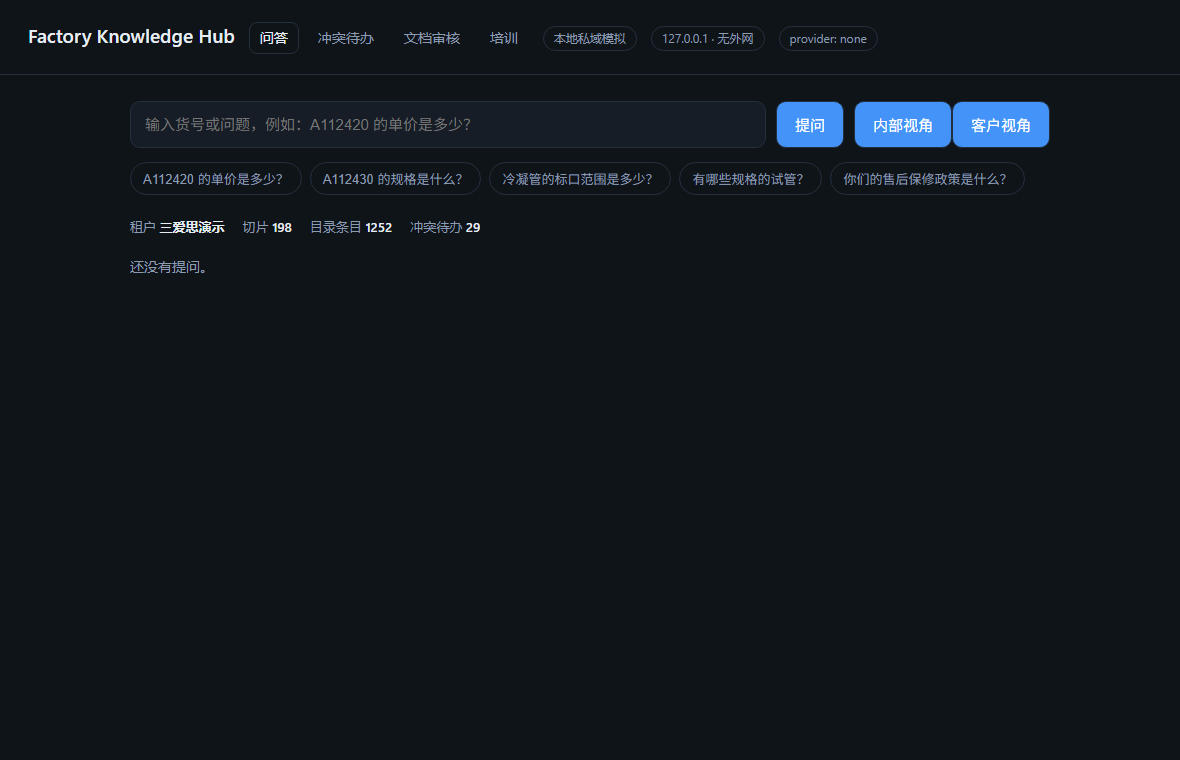 Factory Knowledge Hub 问答 冲突待办 文档审核 培训 本地私域模拟 127.0.0.1 · 无外网 provider: none
输入货号或问题，例如：A112420 的单价是多少？ 提问 内部视角 客户视角
A112420 的单价是多少？ A112430 的规格是什么？ 冷凝管的标口范围是多少？ 有哪些规格的试管？ 你们的售后保修政策是什么？
租户 三爱思演示 切片 198 目录条目 1252 冲突待办 29
还没有提问。